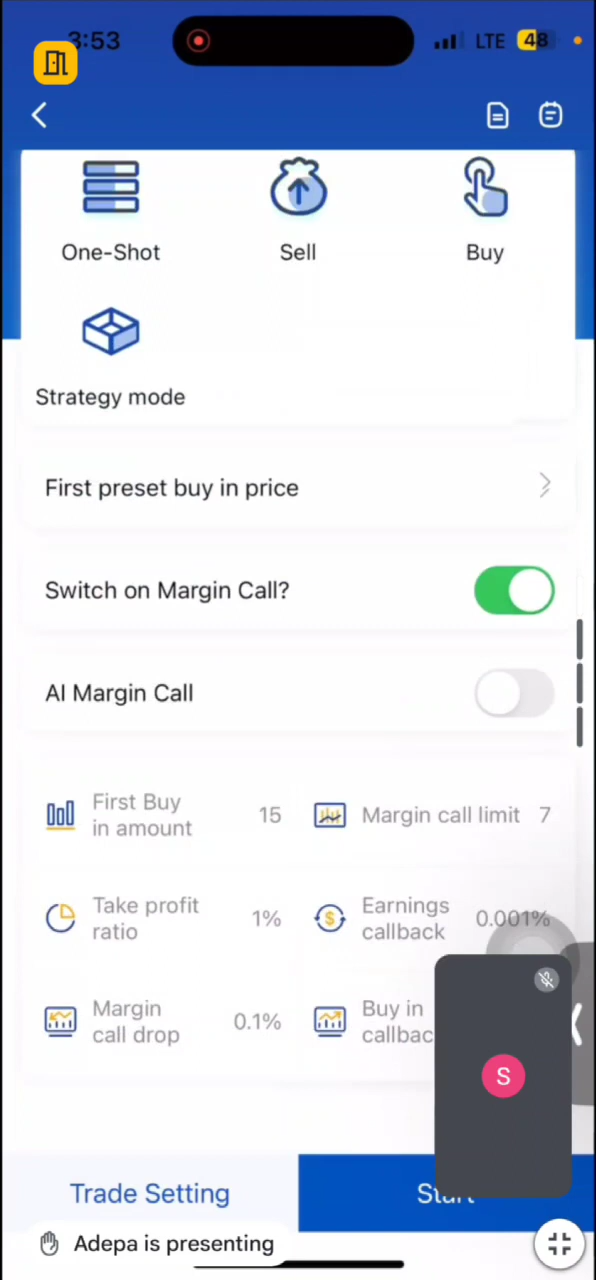 3:53
LTE 48
One-Shot
Sell
Buy
Strategy mode
First preset buy in price
Switch on Margin Call?
AI Margin Call
First Buy
in amount
15
Margin call limit
7
Take profit
ratio
1%
Earnings
callback
0.001%
Margin
call drop
0.1%
Buy in
callbac
S
Trade Setting
Start
Adepa is presenting